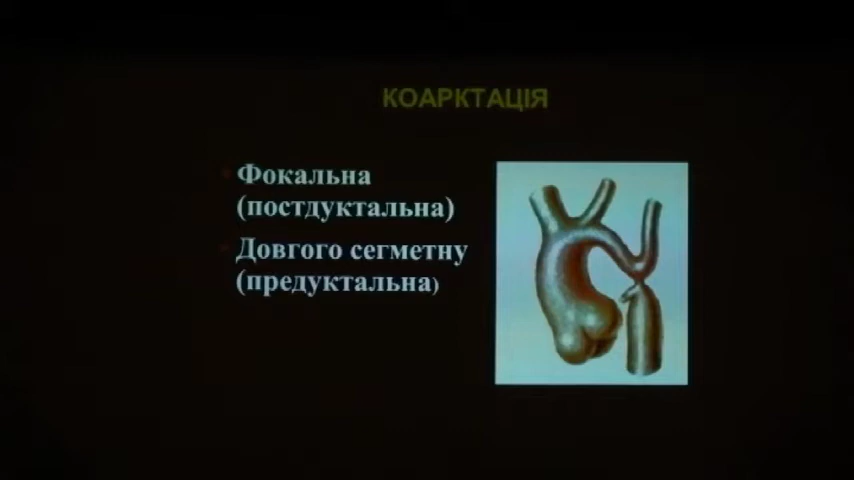 КОАРКТАЦІЯ
Фокальна
(постдуктальна)
Довгого сегметну
(предуктальна)